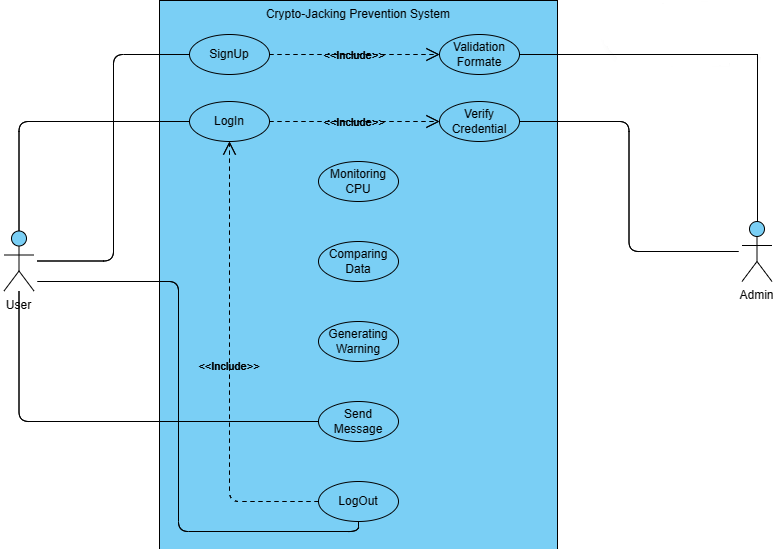 Crypto-Jacking Prevention System
SignUp
<<Include>>
Validation
Formate
LogIn
<<Include>>
Verify
Credential
Monitoring
CPU
Comparing
Data
User
Admin
Generating
Warning
<<Include>>
Send
Message
LogOut